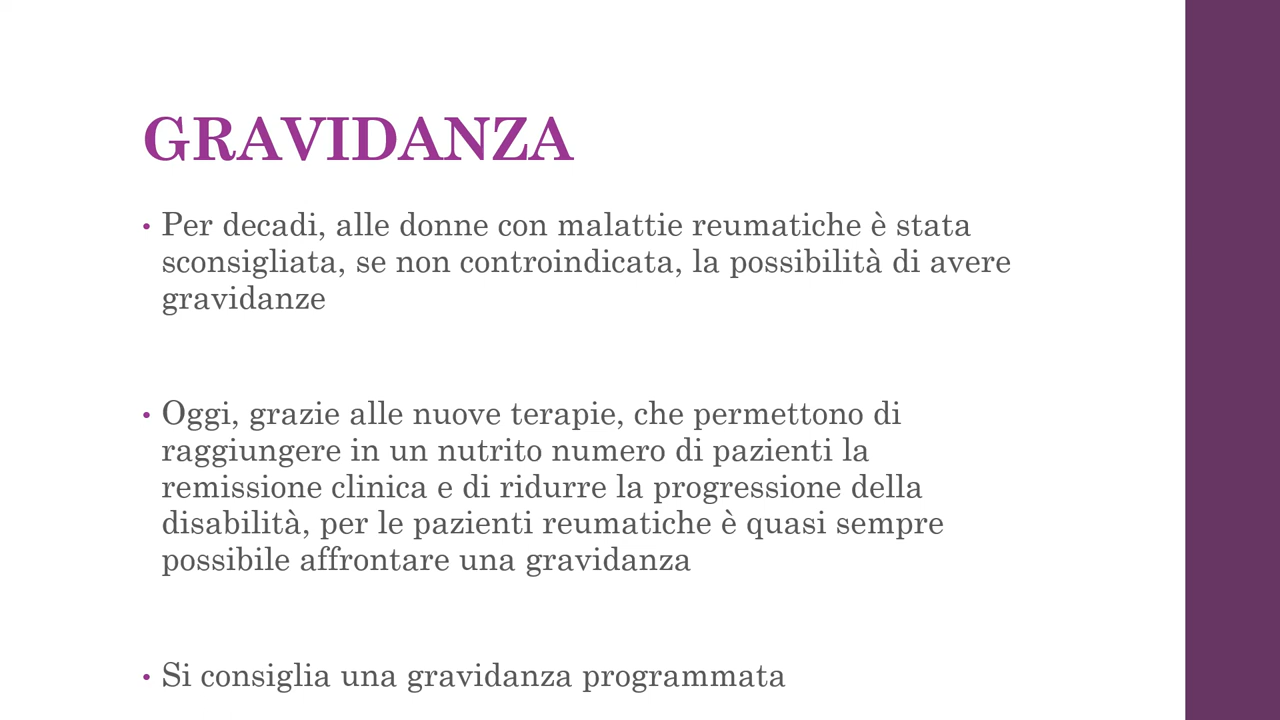 GRAVIDANZA
• Per decadi, alle donne con malattie reumatiche è stata
sconsigliata, se non controindicata, la possibilità di avere
gravidanze
• Oggi, grazie alle nuove terapie, che permettono di
raggiungere in un nutrito numero di pazienti la
remissione clinica e di ridurre la progressione della
disabilità, per le pazienti reumatiche è quasi sempre
possibile affrontare una gravidanza
• Si consiglia una gravidanza programmata